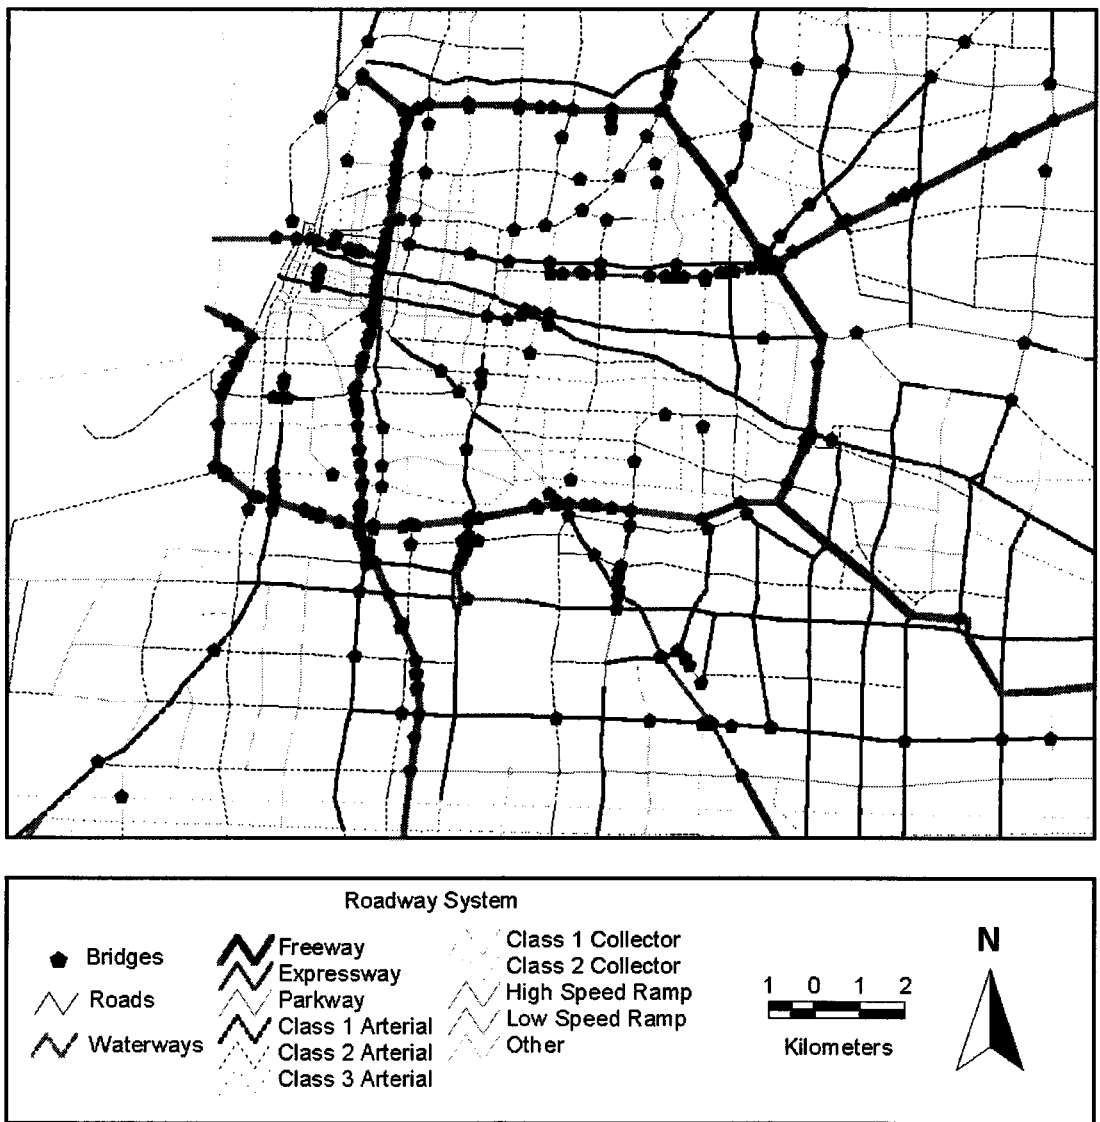 Roadway System
Bridges
Roads
Waterways
Freeway
Expressway
Parkway
Class 1 Arterial
Class 2 Arterial
Class 3 Arterial
Class 1 Collector
Class 2 Collector
High Speed Ramp
Low Speed Ramp
Other
1 0 1 2
Kilometers
N